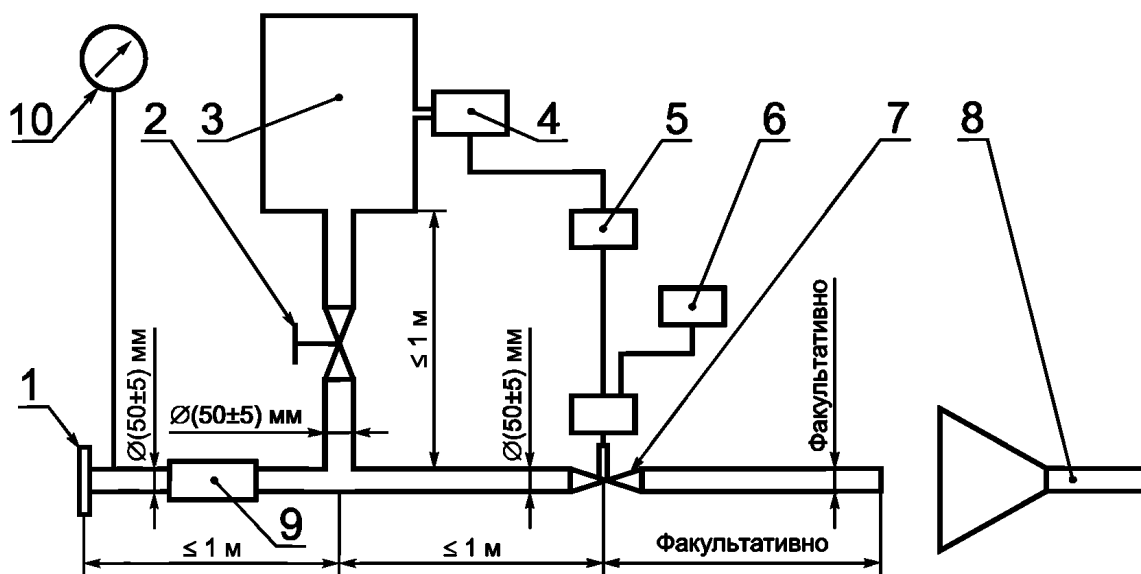 10
2
3
4
5
6
7
8
≤ 1 м
Факультативно
1
∅(50±5) мм
∅(50±5) мм
∅(50±5) мм
9
≤ 1 м
≤ 1 м
Факультативно